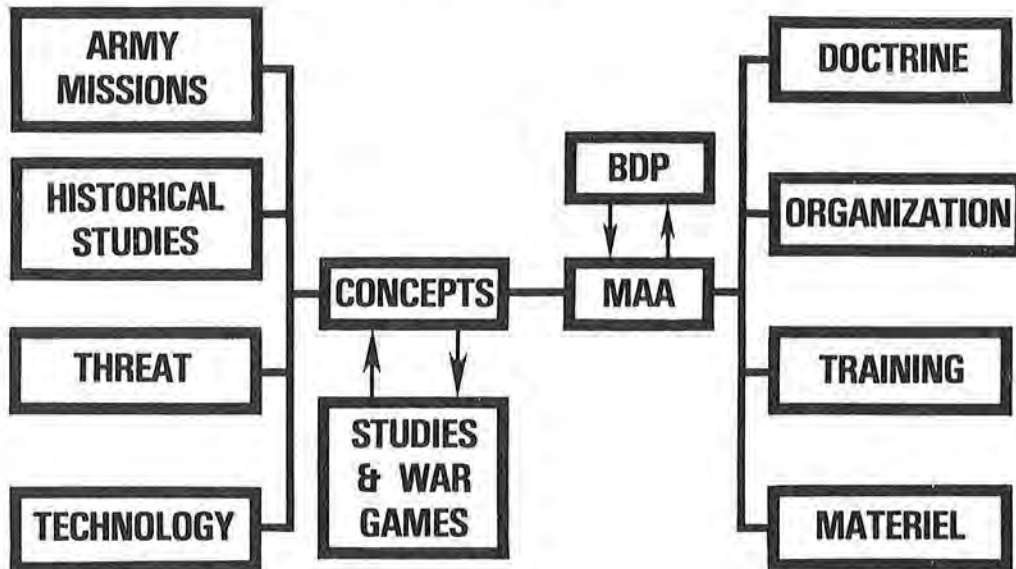 ARMY
MISSIONS
HISTORICAL
STUDIES
THREAT
TECHNOLOGY
CONCEPTS
STUDIES
& WAR
GAMES
BDP
MAA
DOCTRINE
ORGANIZATION
TRAINING
MATERIEL